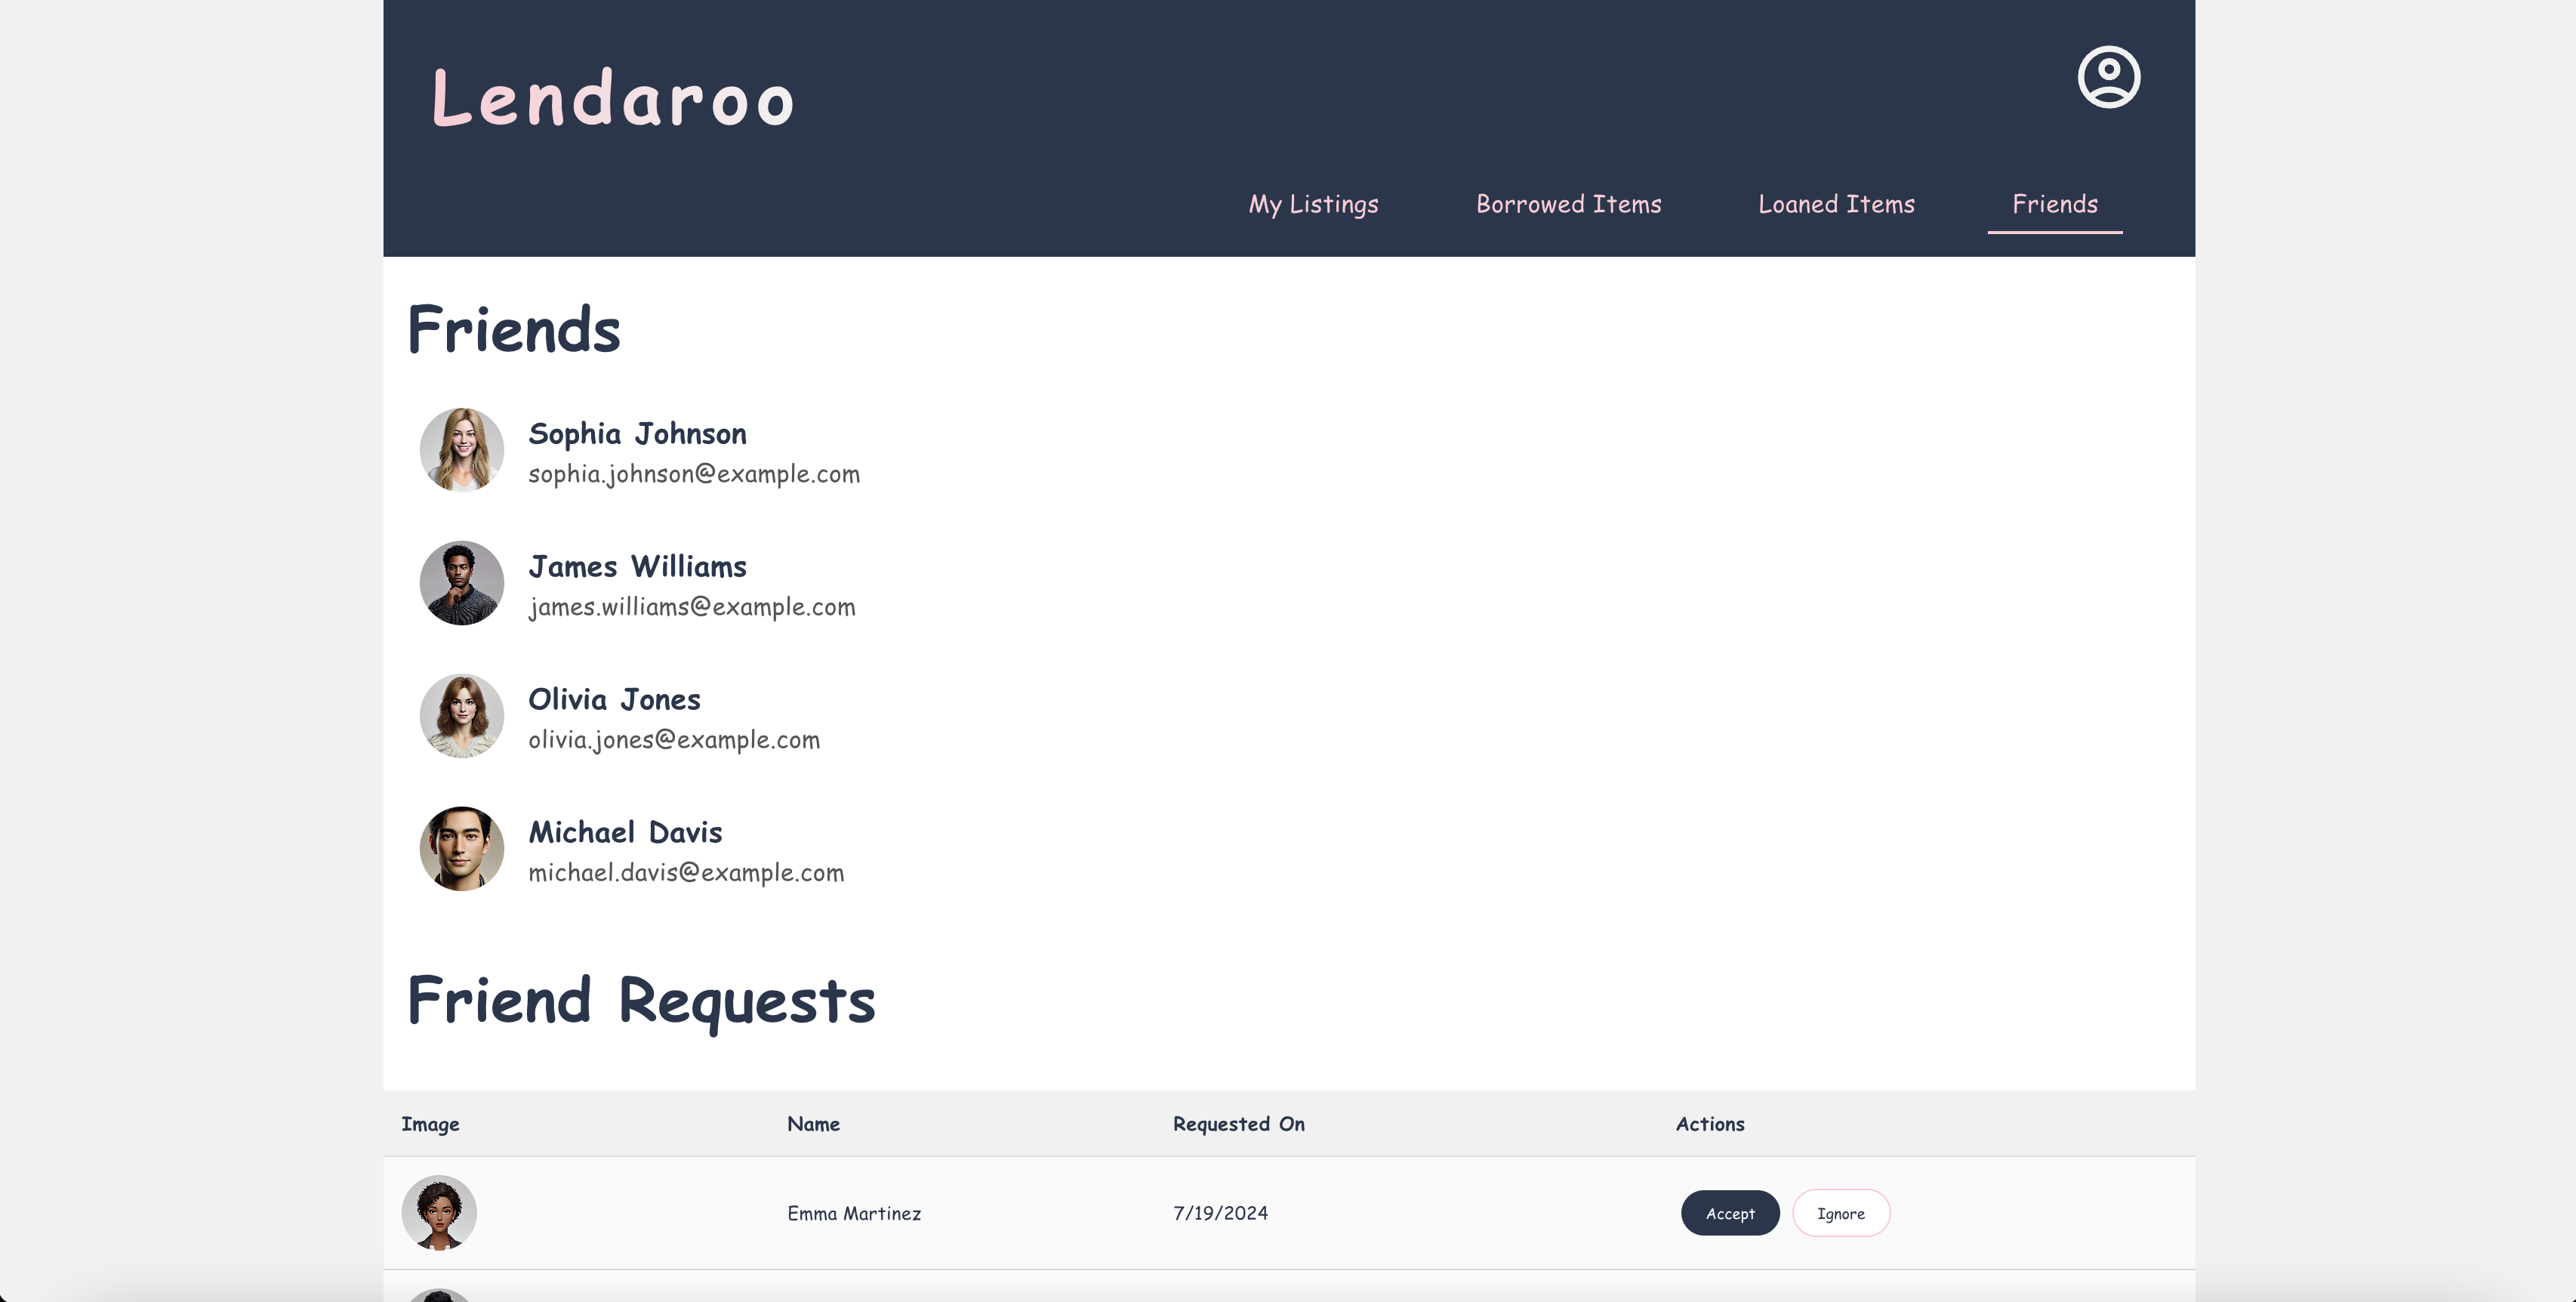 Lendaroo
My Listings Borrowed Items Loaned Items Friends
Friends
Sophia Johnson
sophia.johnson@example.com
James Williams
james.williams@example.com
Olivia Jones
olivia.jones@example.com
Michael Davis
michael.davis@example.com
Friend Requests
Image Name Requested On Actions
Emma Martinez 7/19/2024 Accept Ignore